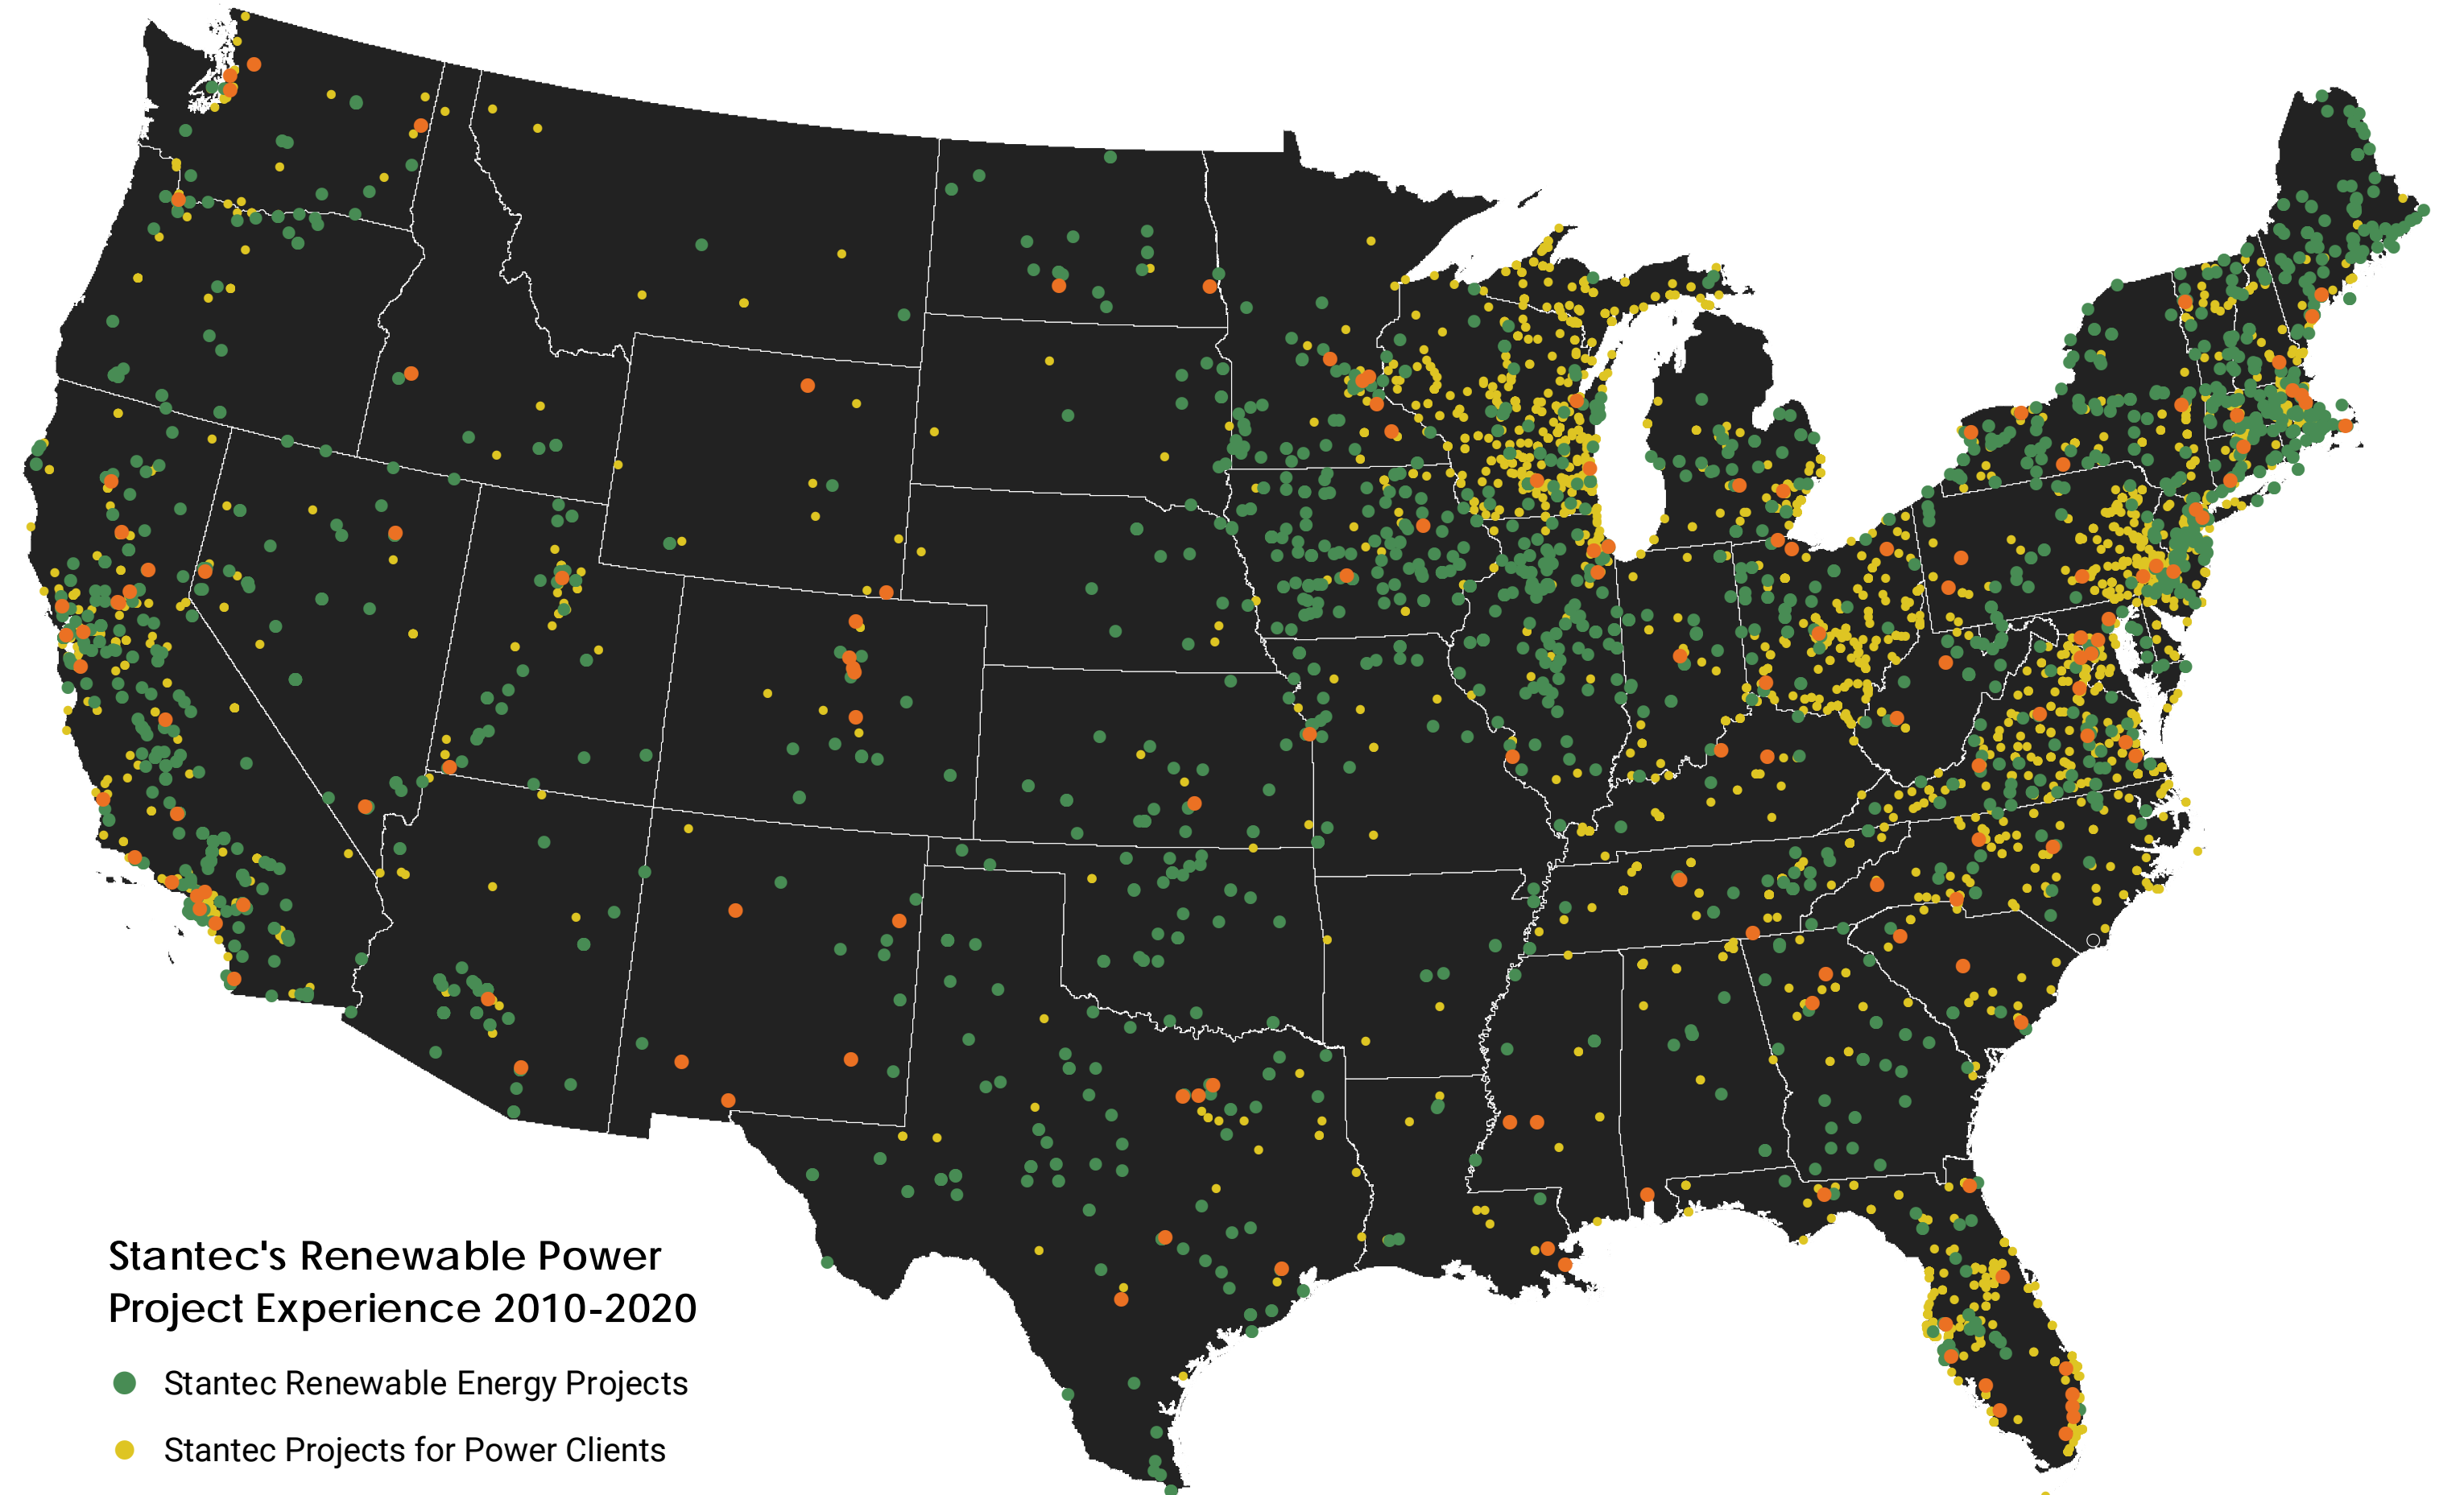 Stantec's Renewable Power
Project Experience 2010-2020
Stantec Renewable Energy Projects
Stantec Projects for Power Clients